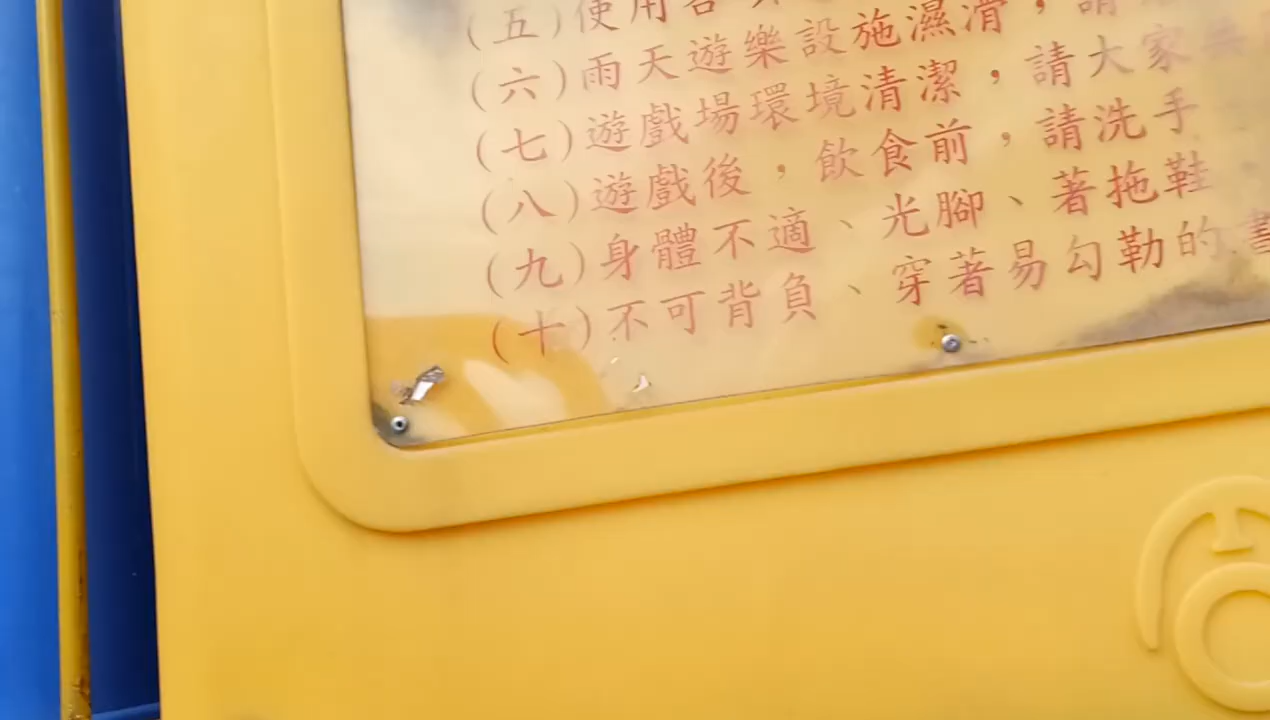 (五)使用各
(六)雨天遊樂設施濕滑,請
(七)遊戲場環境清潔,請大家共
(八)遊戲後,飲食前,請洗手
(九)身體不適、光腳、著拖鞋、
(十)不可背負、穿著易勾勒的書
T